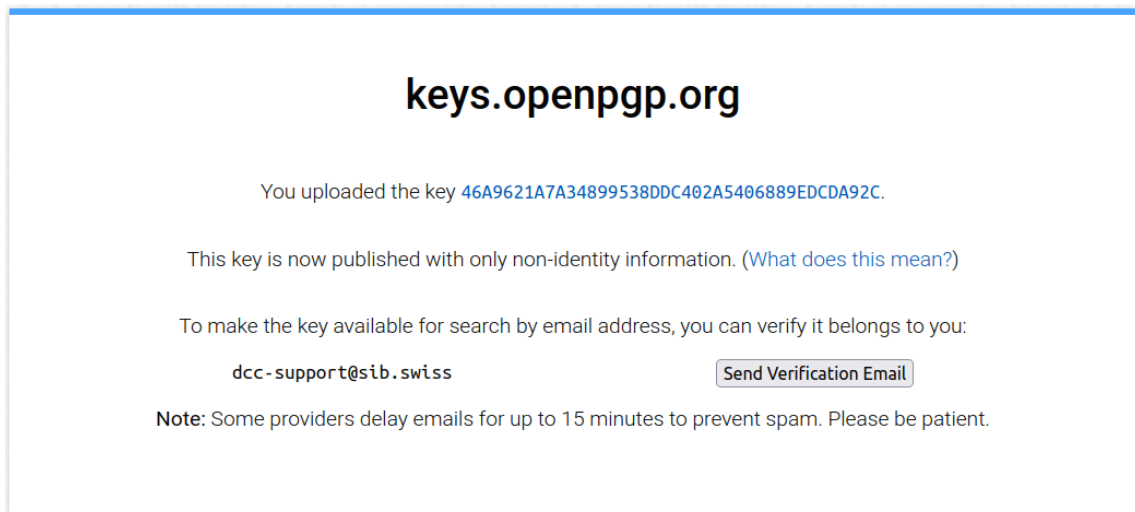 keys.openpgp.org
You uploaded the key 46A9621A7A34899538DDC402A5406889EDCDA92C.
This key is now published with only non-identity information. (What does this mean?)
To make the key available for search by email address, you can verify it belongs to you:
dcc-support@sib.swiss Send Verification Email
Note: Some providers delay emails for up to 15 minutes to prevent spam. Please be patient.